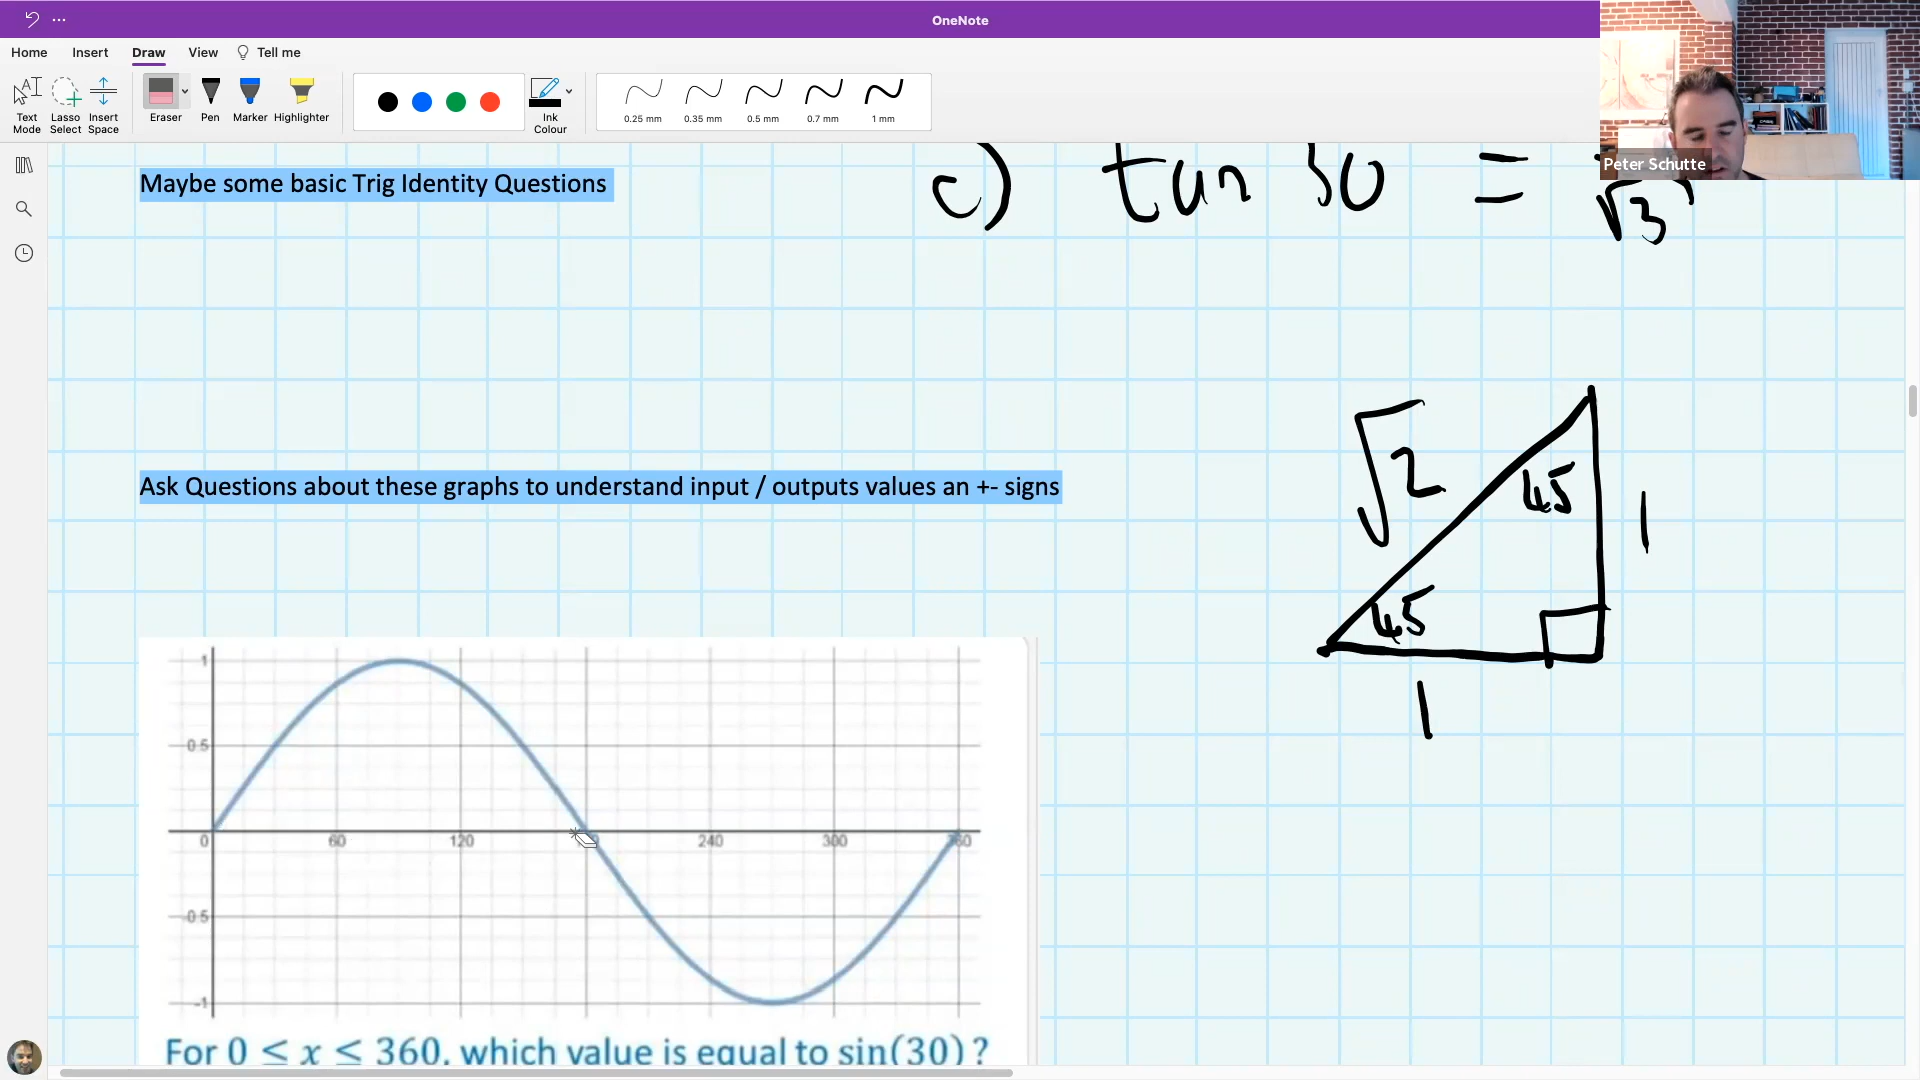 OneNote
Home Insert Draw View Tell me
Text Mode
Lasso Select
Insert Space
Eraser
Pen
Marker
Highlighter
Ink Colour
0.25 mm 0.35 mm 0.5 mm 0.7 mm 1 mm
Peter Schutte
Maybe some basic Trig Identity Questions
c) tan 30 = √3
Ask Questions about these graphs to understand input / outputs values an +- signs
√2
45
1
45
1
1
0.5
0 60 120 240 300 360
-0.5
-1
For 0 ≤ x ≤ 360, which value is equal to sin(30)?